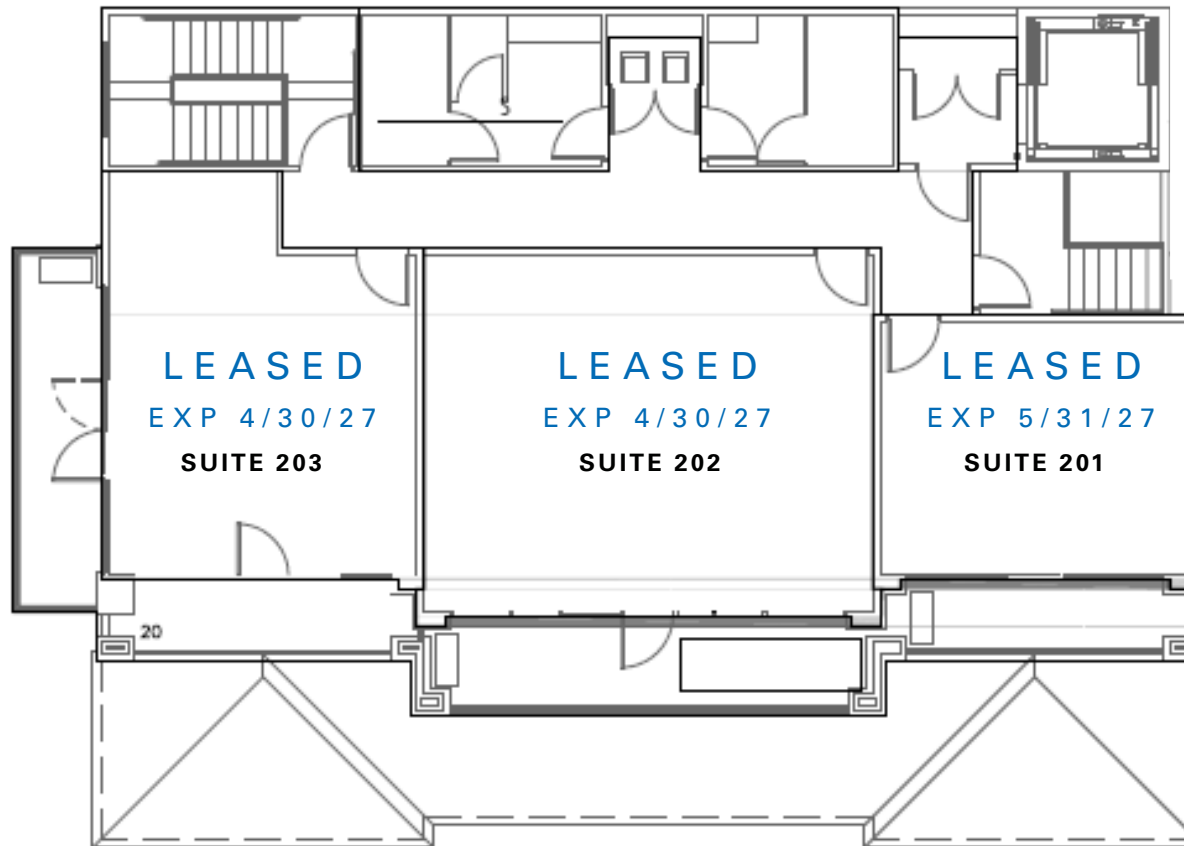 LEASED
EXP 4/30/27
SUITE 203
LEASED
EXP 4/30/27
SUITE 202
LEASED
EXP 5/31/27
SUITE 201
20